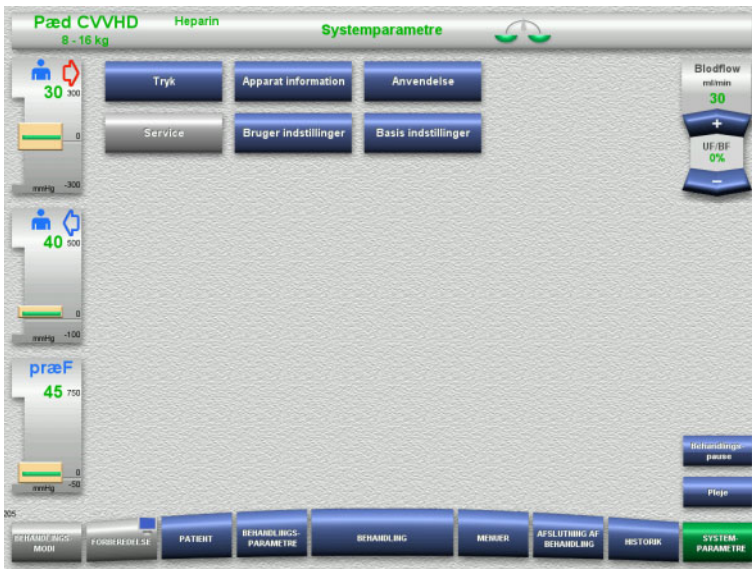 Pæd CVVHD
8 - 16 kg
Heparin
Systemparametre
30
300
0
mmHg
-300
40
500
0
mmHg
-100
præF
45
750
0
mmHg
-50
Tryk
Apparat information
Anvendelse
Service
Bruger indstillinger
Basis indstillinger
Blodflow
ml/min
30
+
UF/BF
0%
−
Behandlings-
pause
Pleje
205
BEHANDLINGS-
MODI
FORBEREDELSE
PATIENT
BEHANDLINGS-
PARAMETRE
BEHANDLING
MENUER
AFSLUTNING AF
BEHANDLING
HISTORIK
SYSTEM-
PARAMETRE